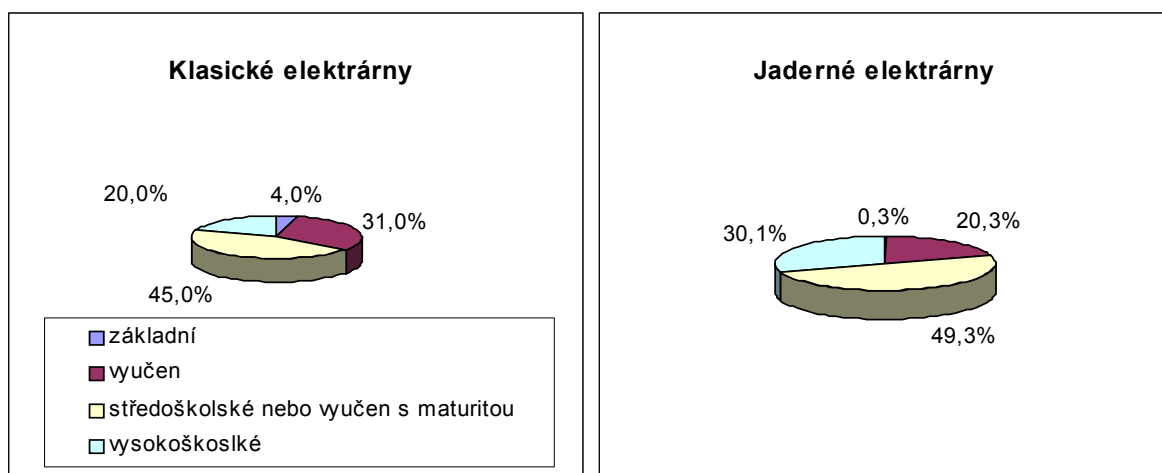 Klasické elektrárny
20,0%
4,0%
31,0%
45,0%
základní
vyučen
středoškolské nebo vyučen s maturitou
vysokoškoslké
Jaderné elektrárny
30,1%
0,3%
20,3%
49,3%